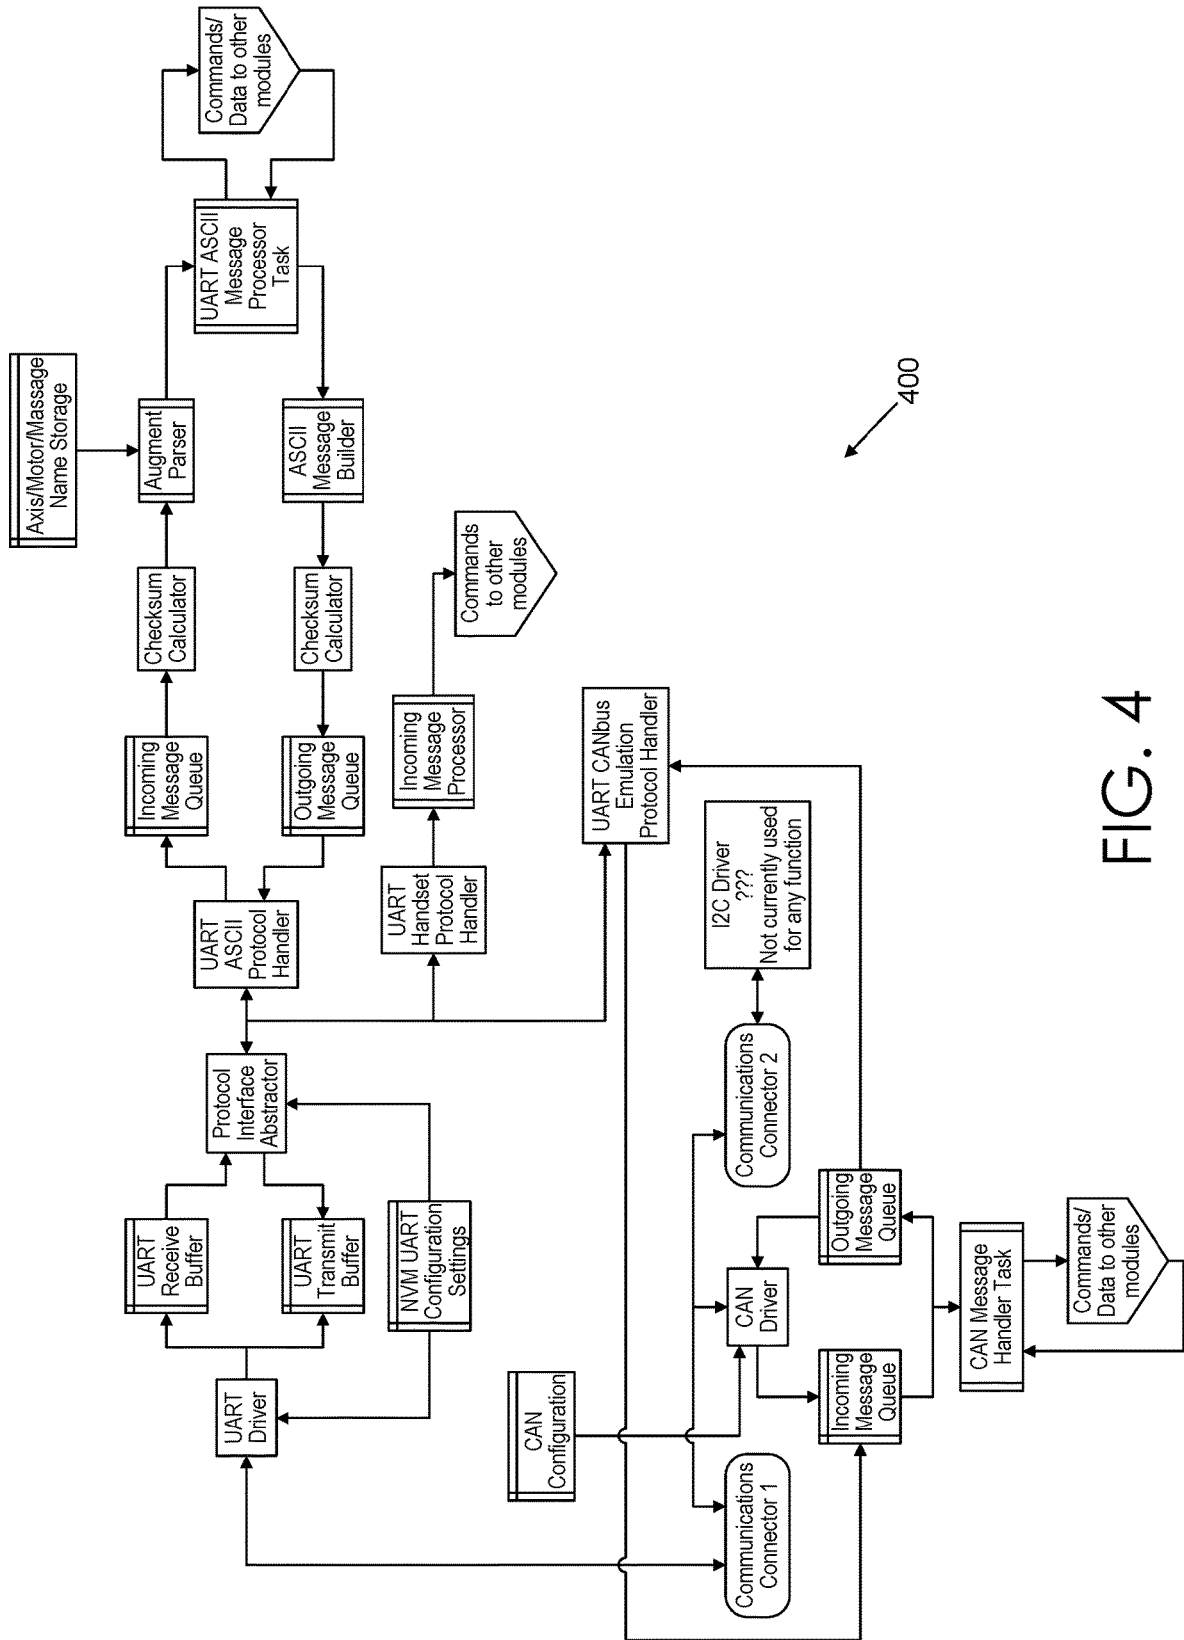 Axis/Motor/Massage
Name Storage
Commands/
Data to other
modules
UART
Receive
Buffer
Incoming
Message
Queue
Checksum
Calculator
Augment
Parser
UART
Driver
Protocol
Interface
Abstractor
UART
ASCII
Protocol
Handler
UART ASCII
Message
Processor
Task
UART
Transmit
Buffer
Outgoing
Message
Queue
Checksum
Calculator
ASCII
Message
Builder
NVM UART
Configuration
Settings
UART
Handset
Protocol
Handler
Incoming
Message
Processor
Commands
to other
modules
CAN
Configuration
UART CANbus
Emulation
Protocol Handler
Communications
Connector 1
CAN
Driver
Communications
Connector 2
I2C Driver
???
Not currently used
for any function
Incoming
Message
Queue
Outgoing
Message
Queue
CAN Message
Handler Task
Commands/
Data to other
modules
400
FIG. 4